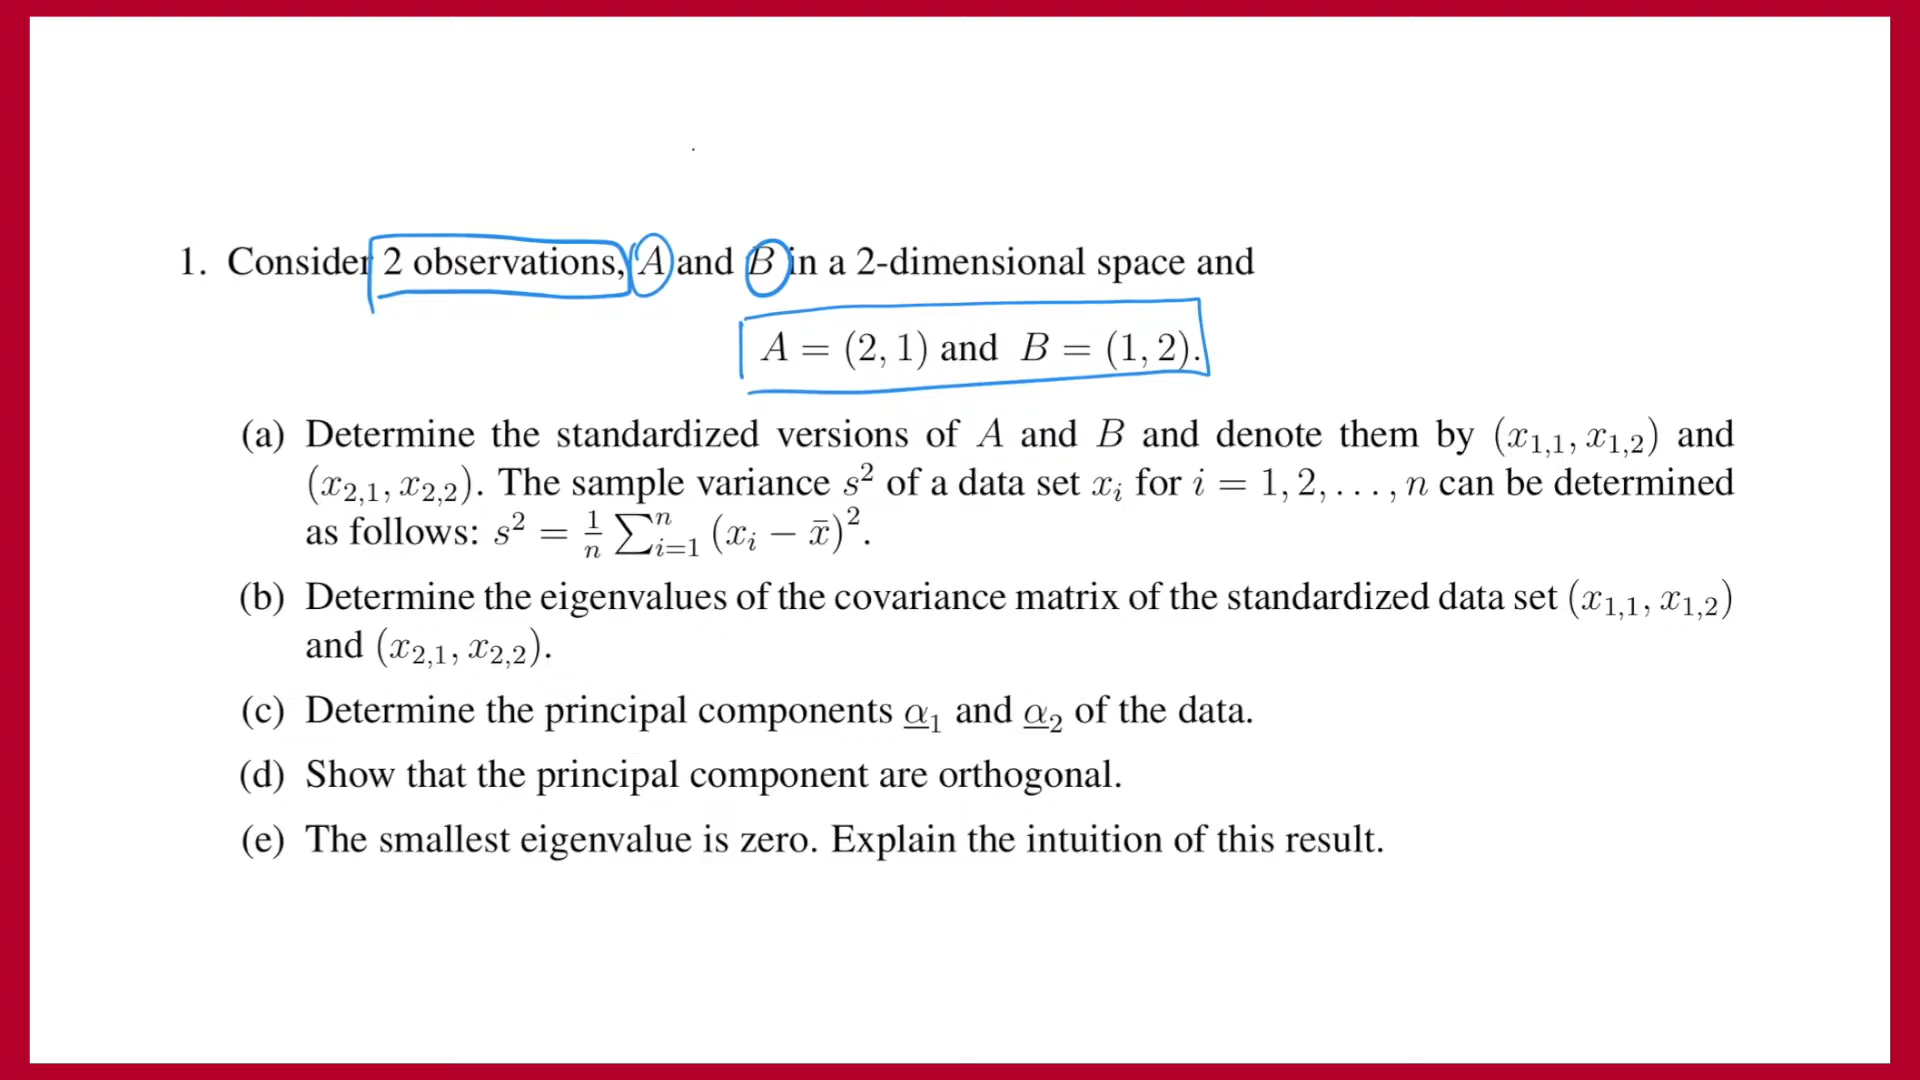 1. Consider 2 observations, A and B in a 2-dimensional space and
A = (2, 1) and B = (1, 2).
(a) Determine the standardized versions of A and B and denote them by (x₁,₁, x₁,₂) and
(x₂,₁, x₂,₂). The sample variance s² of a data set xᵢ for i = 1, 2, . . . , n can be determined
as follows: s² = 1/n ∑ⁿᵢ₌₁ (xᵢ − x̄)².
(b) Determine the eigenvalues of the covariance matrix of the standardized data set (x₁,₁, x₁,₂)
and (x₂,₁, x₂,₂).
(c) Determine the principal components α̲₁ and α̲₂ of the data.
(d) Show that the principal component are orthogonal.
(e) The smallest eigenvalue is zero. Explain the intuition of this result.